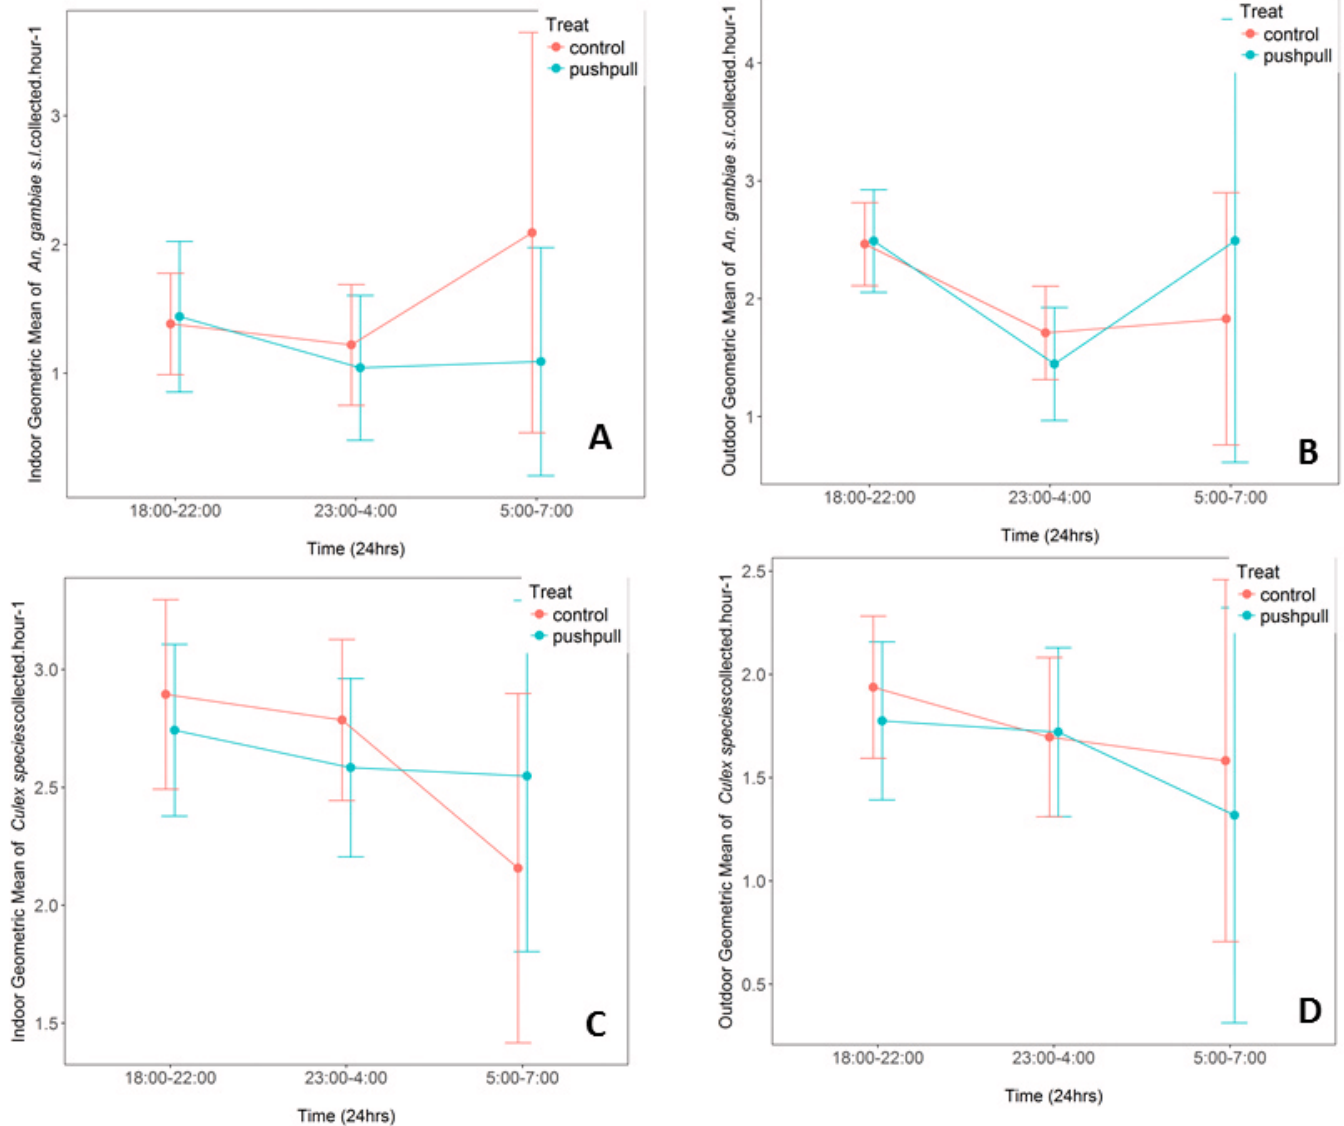 Indoor Geometric Mean of An. gambiae s.l.collected.hour-1
3
2
1
Treat
control
pushpull
A
18:00-22:00 23:00-4:00 5:00-7:00
Time (24hrs)
Outdoor Geometric Mean of An. gambiae s.l.collected.hour-1
4
3
2
1
Treat
control
pushpull
B
18:00-22:00 23:00-4:00 5:00-7:00
Time (24hrs)
Indoor Geometric Mean of Culex speciescollected.hour-1
3.0
2.5
2.0
1.5
Treat
control
pushpull
C
18:00-22:00 23:00-4:00 5:00-7:00
Time (24hrs)
Outdoor Geometric Mean of Culex speciescollected.hour-1
2.5
2.0
1.5
1.0
0.5
Treat
control
pushpull
D
18:00-22:00 23:00-4:00 5:00-7:00
Time (24hrs)